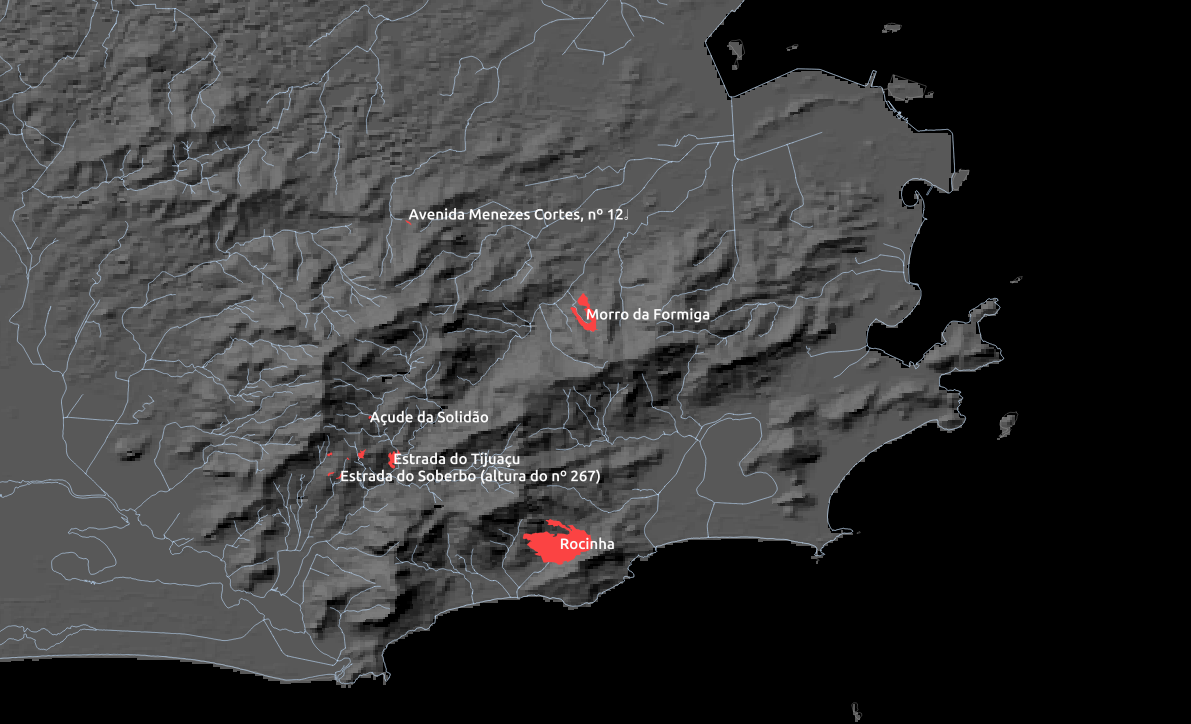 Avenida Menezes Cortes, nº 12
Morro da Formiga
Açude da Solidão
Estrada do Tijuaçu
Estrada do Soberbo (altura do nº 267)
Rocinha